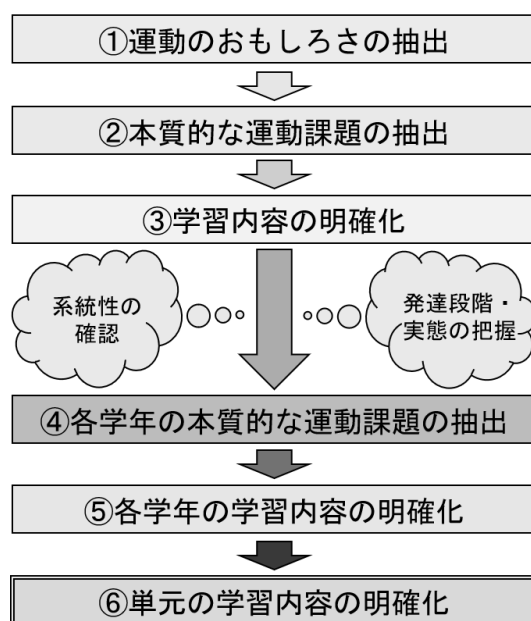 ①運動のおもしろさの抽出
②本質的な運動課題の抽出
③学習内容の明確化
系統性の
確認
発達段階・
実態の把握
④各学年の本質的な運動課題の抽出
⑤各学年の学習内容の明確化
⑥単元の学習内容の明確化